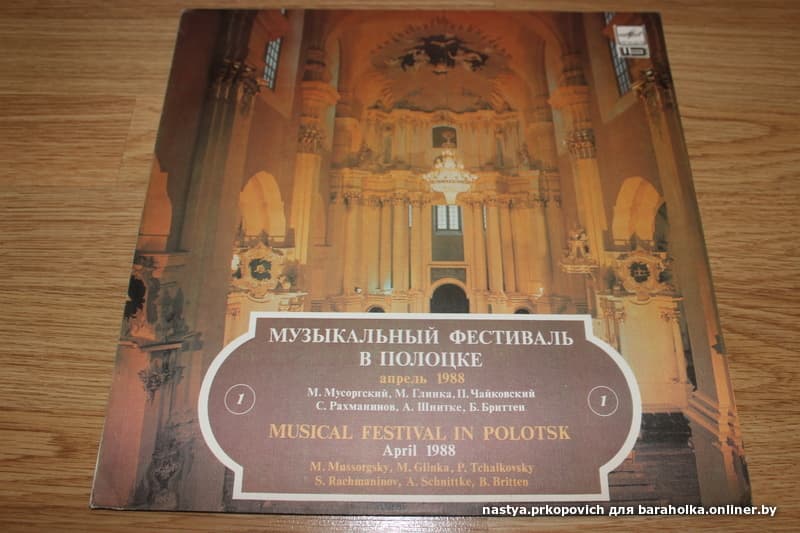 МУЗЫКАЛЬНЫЙ ФЕСТИВАЛЬ
В ПОЛОЦКЕ
апрель 1988
М. Мусоргский, М. Глинка, П. Чайковский
С. Рахманинов, А. Шнитке, Б. Бриттен
1
1
MUSICAL FESTIVAL IN POLOTSK
April 1988
M. Mussorgsky, M. Glinka, P. Tchaikovsky
S. Rachmaninov, A. Schnittke, B. Britten
nastya.prkopovich для baraholka.onliner.by